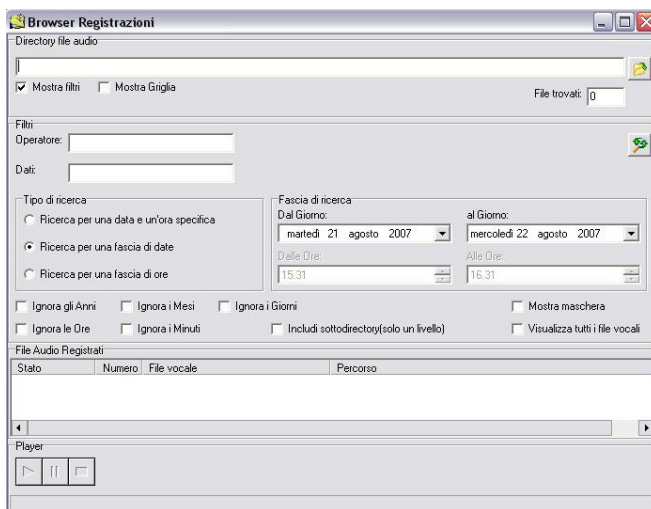 Browser Registrazioni
Directory file audio
Mostra filtri Mostra Griglia
File trovati: 0
Filtri
Operatore:
Dati:
Tipo di ricerca
Ricerca per una data e un'ora specifica
Ricerca per una fascia di date
Ricerca per una fascia di ore
Fascia di ricerca
Dal Giorno: al Giorno:
martedì 21 agosto 2007 mercoledì 22 agosto 2007
Dalle Ore: Alle Ore:
15.31 16.31
Ignora gli Anni Ignora i Mesi Ignora i Giorni Mostra maschera
Ignora le Ore Ignora i Minuti Includi sottodirectory(solo un livello) Visualizza tutti i file vocali
File Audio Registrati
Stato Numero File vocale Percorso
Player